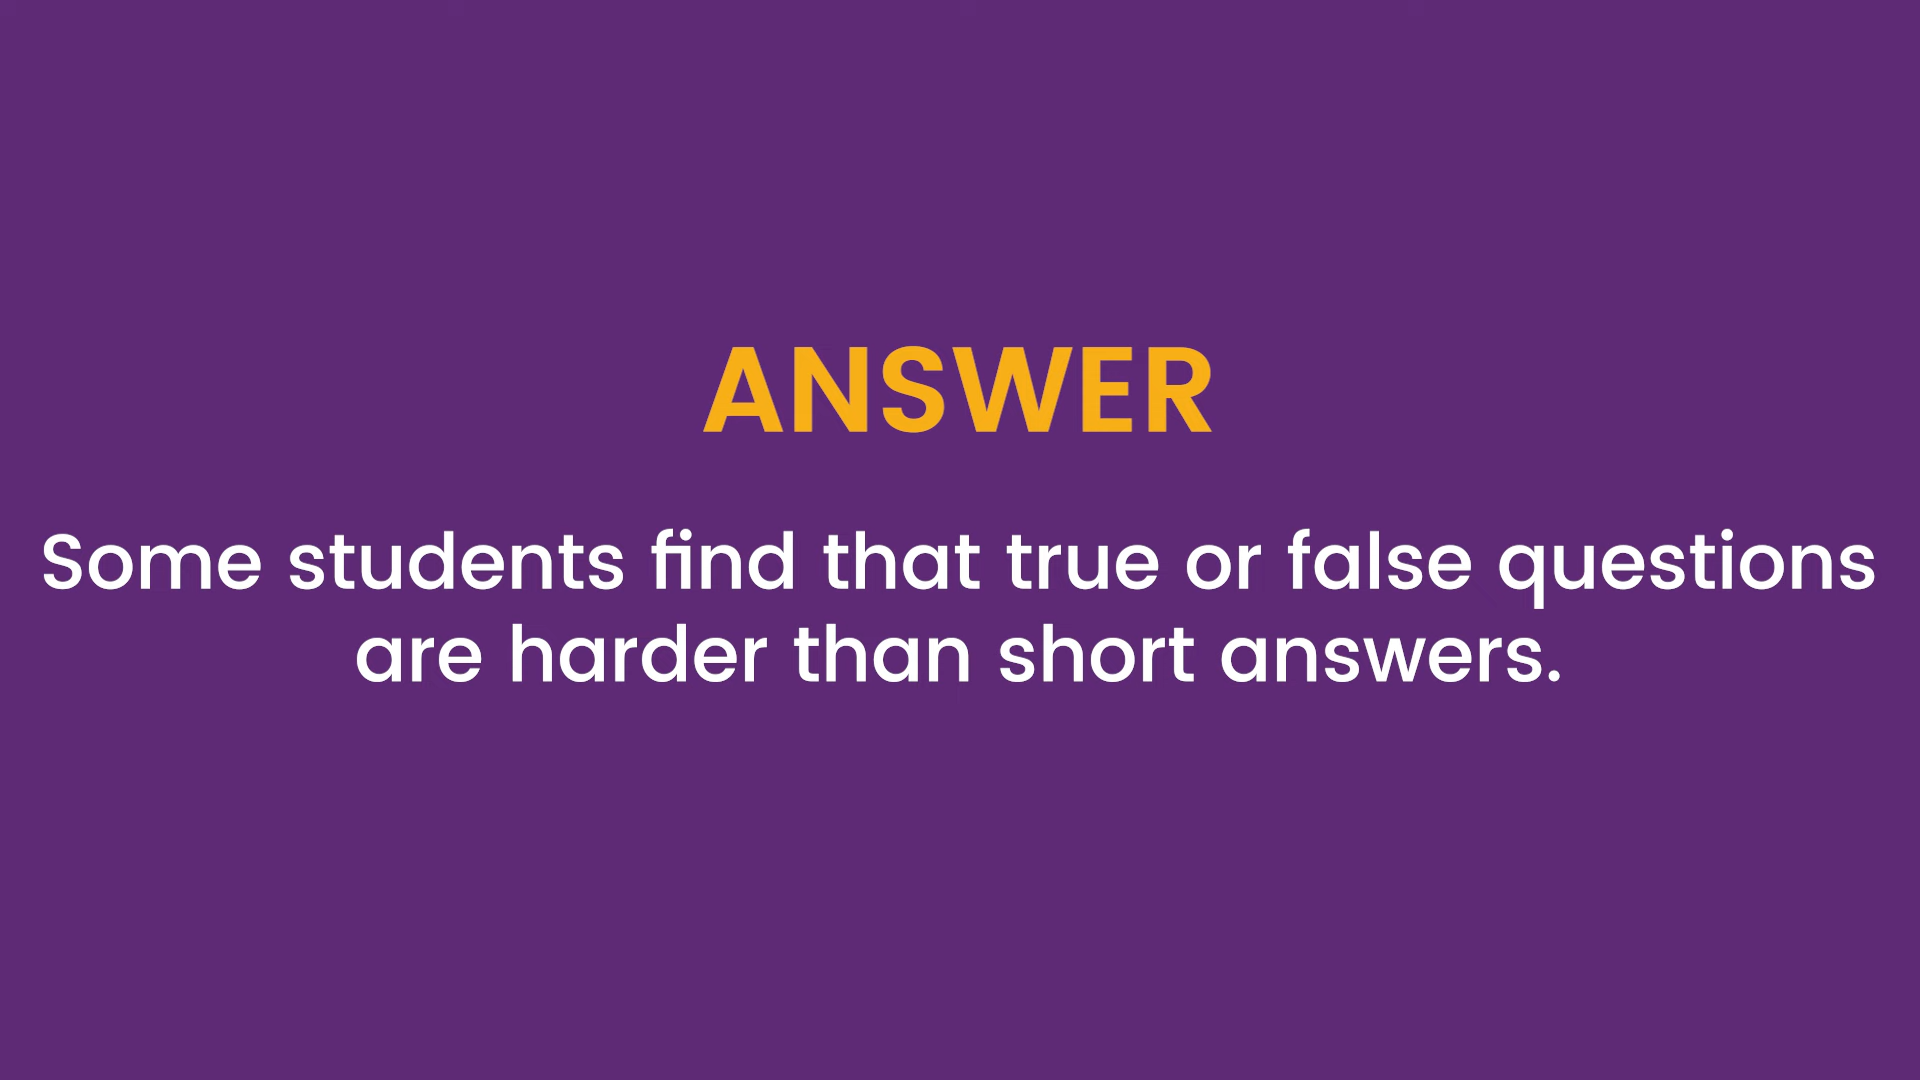 ANSWER
Some students find that true or false questions
are harder than short answers.